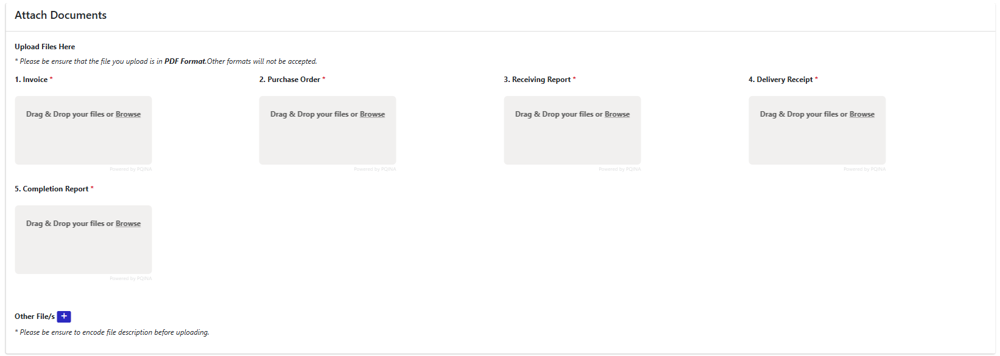 Attach Documents
Upload Files Here
* Please be ensure that the file you upload is in PDF Format.Other formats will not be accepted.
1. Invoice *
2. Purchase Order *
3. Receiving Report *
4. Delivery Receipt *
Drag & Drop your files or Browse
Drag & Drop your files or Browse
Drag & Drop your files or Browse
Drag & Drop your files or Browse
Powered by PQINA
Powered by PQINA
Powered by PQINA
Powered by PQINA
5. Completion Report *
Drag & Drop your files or Browse
Powered by PQINA
Other File/s +
* Please be ensure to encode file description before uploading.